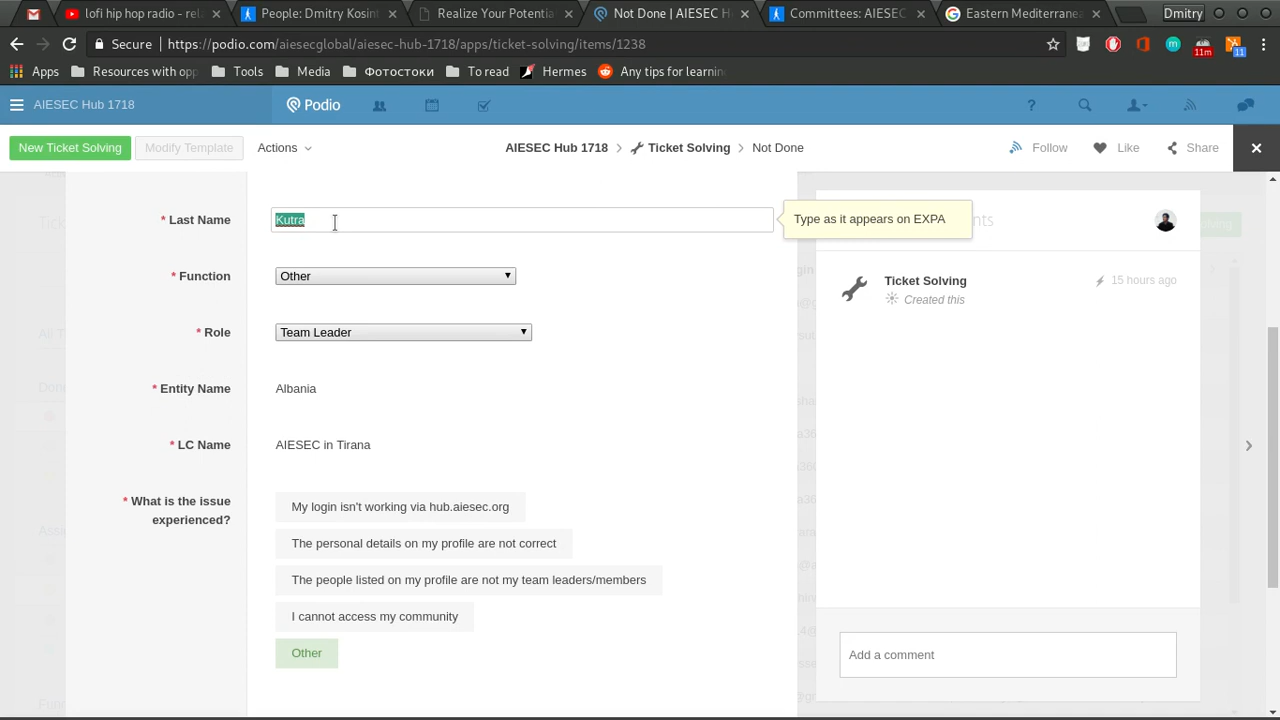 lofi hip hop radio - rel
People: Dmitry Kosint
Realize Your Potentia
Not Done | AIESEC H
Committees: AIESEC
Eastern Mediterrane
Dmitry
Secure
https://podio.com/aiesecglobal/aiesec-hub-1718/apps/ticket-solving/items/1238
11m
11
Apps
Resources with opp
Tools
Media
Фотостоки
To read
Hermes
Any tips for learnin
AIESEC Hub 1718
Podio
?
New Ticket Solving
Modify Template
Actions
AIESEC Hub 1718 > Ticket Solving > Not Done
Follow
Like
Share
* Last Name
Kutra
Type as it appears on EXPA
* Function
Other
Ticket Solving
15 hours ago
Created this
* Role
Team Leader
* Entity Name
Albania
* LC Name
AIESEC in Tirana
* What is the issue
experienced?
My login isn't working via hub.aiesec.org
The personal details on my profile are not correct
The people listed on my profile are not my team leaders/members
I cannot access my community
Other
Add a comment